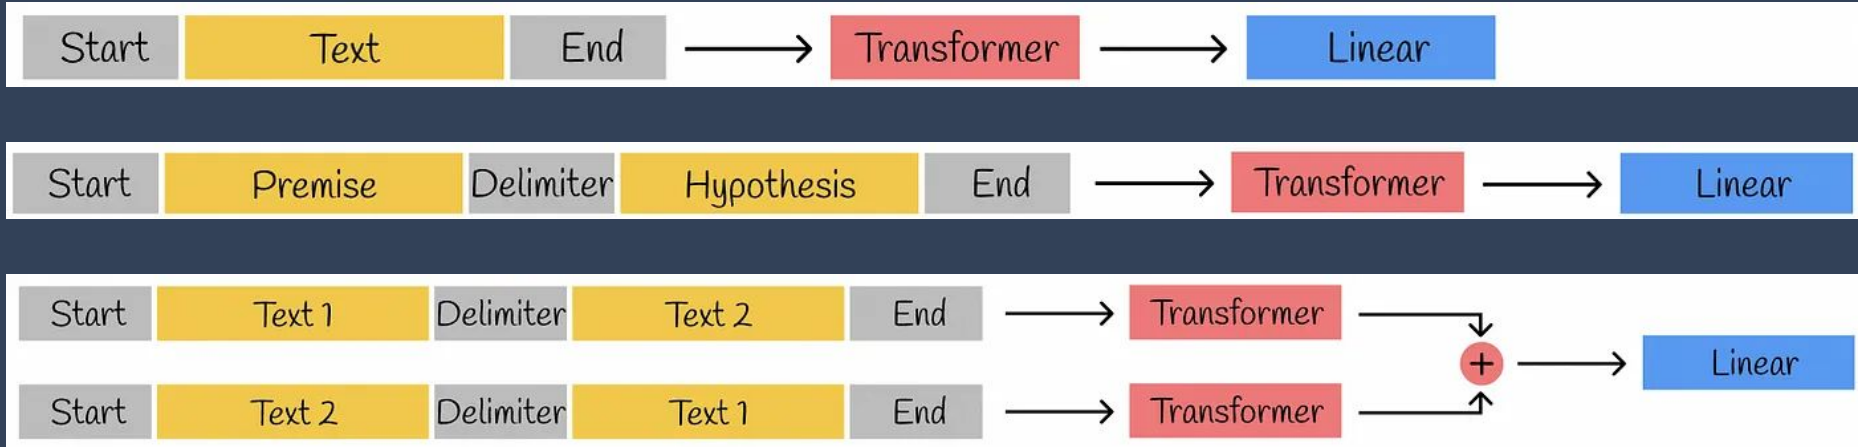 Start Text End Transformer Linear
Start Premise Delimiter Hypothesis End Transformer Linear
Start Text 1 Delimiter Text 2 End Transformer
+ Linear
Start Text 2 Delimiter Text 1 End Transformer